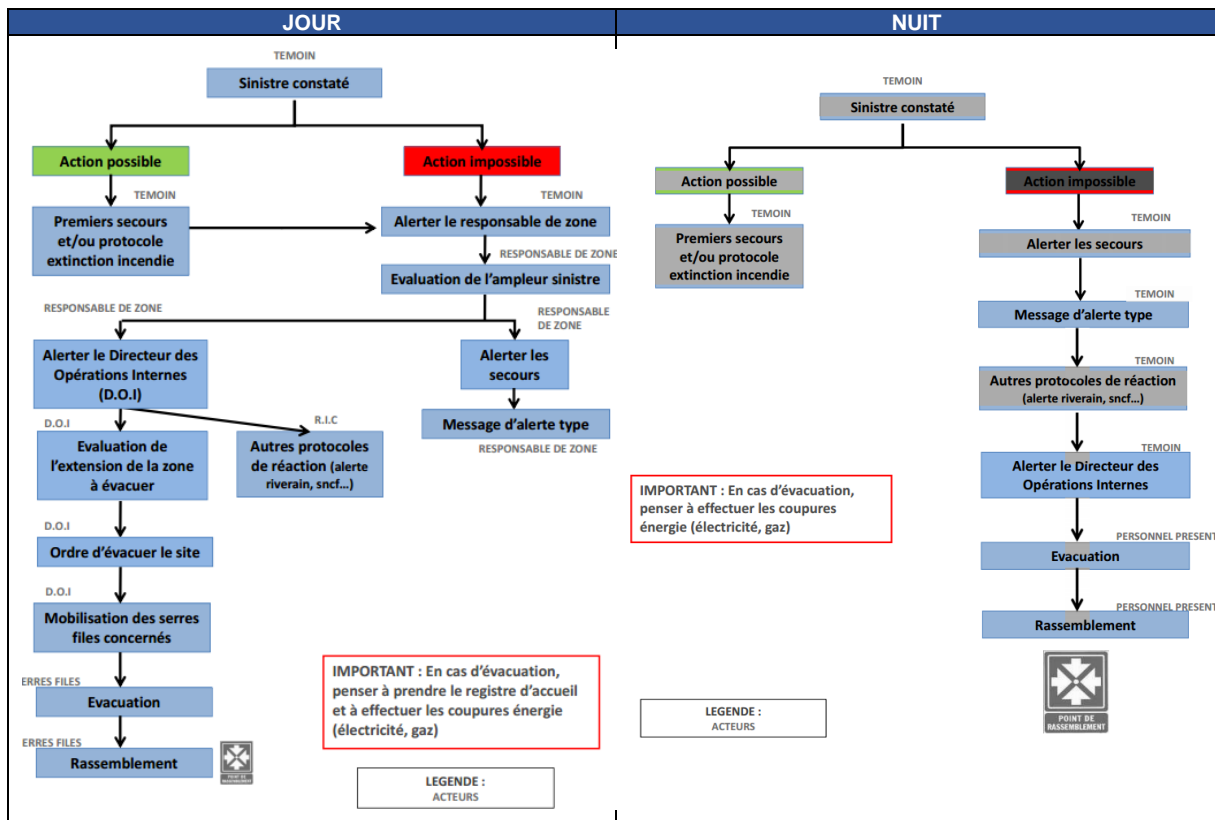 JOUR
TEMOIN
Sinistre constaté
Action possible
Action impossible
TEMOIN
Premiers secours
et/ou protocole
extinction incendie
TEMOIN
Alerter le responsable de zone
RESPONSABLE DE ZONE
Evaluation de l'ampleur sinistre
RESPONSABLE DE ZONE
Alerter le Directeur des
Opérations Internes
(D.O.I)
RESPONSABLE
DE ZONE
Alerter les
secours
Message d'alerte type
RESPONSABLE DE ZONE
D.O.I
Evaluation de
l'extension de la zone
à évacuer
R.I.C
Autres protocoles
de réaction (alerte
riverain, sncf...)
D.O.I
Ordre d'évacuer le site
D.O.I
Mobilisation des serres
files concernés
ERRES FILES
Evacuation
ERRES FILES
Rassemblement
POINT DE
RASSEMBLEMENT
IMPORTANT : En cas d'évacuation,
penser à prendre le registre d'accueil
et à effectuer les coupures énergie
(électricité, gaz)
LEGENDE :
ACTEURS
NUIT
TEMOIN
Sinistre constaté
Action possible
Action impossible
TEMOIN
Premiers secours
et/ou protocole
extinction incendie
TEMOIN
Alerter les secours
TEMOIN
Message d'alerte type
TEMOIN
Autres protocoles de réaction
(alerte riverain, sncf...)
TEMOIN
Alerter le Directeur des
Opérations Internes
PERSONNEL PRESENT
Evacuation
PERSONNEL PRESENT
Rassemblement
POINT DE
RASSEMBLEMENT
IMPORTANT : En cas d'évacuation,
penser à effectuer les coupures
énergie (électricité, gaz)
LEGENDE :
ACTEURS